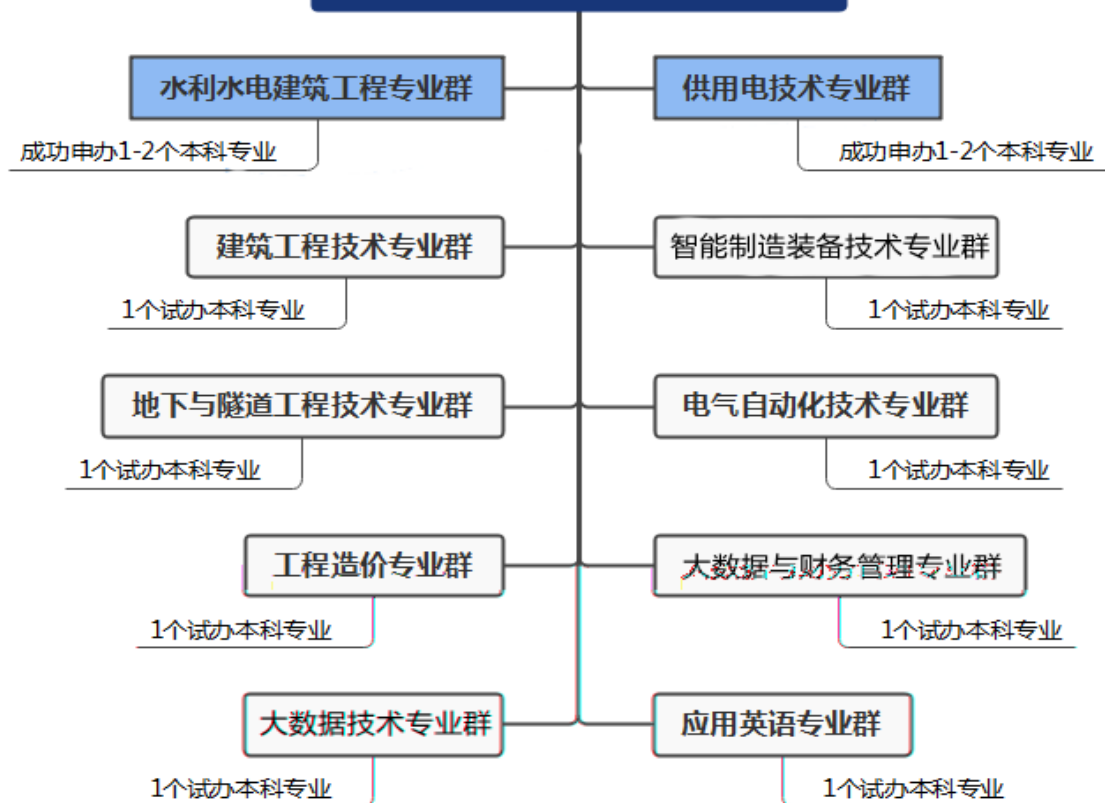 水利水电建筑工程专业群
供用电技术专业群
成功申办1-2个本科专业
成功申办1-2个本科专业
建筑工程技术专业群
智能制造装备技术专业群
1个试办本科专业
1个试办本科专业
地下与隧道工程技术专业群
电气自动化技术专业群
1个试办本科专业
1个试办本科专业
工程造价专业群
大数据与财务管理专业群
1个试办本科专业
1个试办本科专业
大数据技术专业群
应用英语专业群
1个试办本科专业
1个试办本科专业